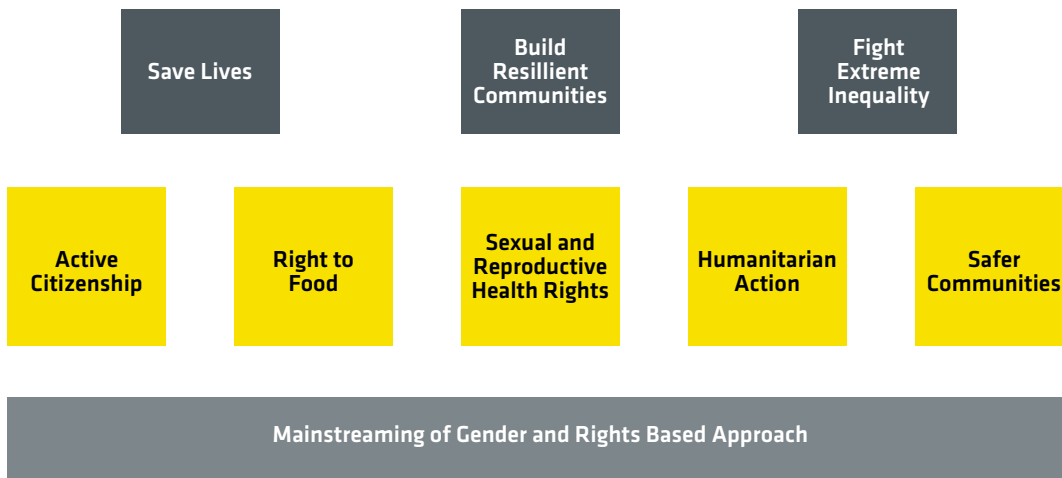 Save Lives
Build
Resillient
Communities
Fight
Extreme
Inequality
Active
Citizenship
Right to
Food
Sexual and
Reproductive
Health Rights
Humanitarian
Action
Safer
Communities
Mainstreaming of Gender and Rights Based Approach